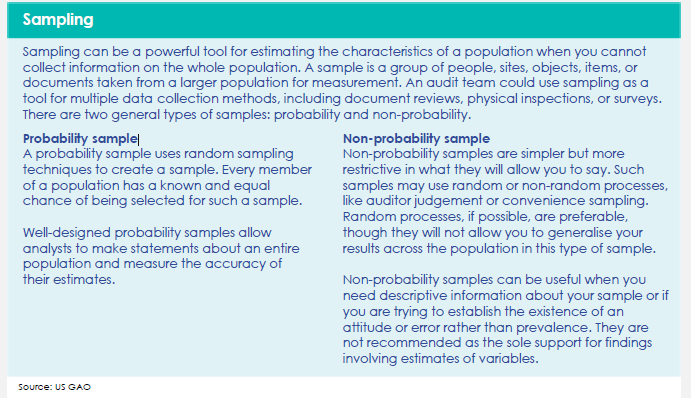 Sampling
Sampling can be a powerful tool for estimating the characteristics of a population when you cannot
collect information on the whole population. A sample is a group of people, sites, objects, items, or
documents taken from a larger population for measurement. An audit team could use sampling as a
tool for multiple data collection methods, including document reviews, physical inspections, or surveys.
There are two general types of samples: probability and non-probability.
Probability sample
A probability sample uses random sampling
techniques to create a sample. Every member
of a population has a known and equal
chance of being selected for such a sample.
Well-designed probability samples allow
analysts to make statements about an entire
population and measure the accuracy of
their estimates.
Non-probability sample
Non-probability samples are simpler but more
restrictive in what they will allow you to say. Such
samples may use random or non-random processes,
like auditor judgement or convenience sampling.
Random processes, if possible, are preferable,
though they will not allow you to generalise your
results across the population in this type of sample.
Non-probability samples can be useful when you
need descriptive information about your sample or if
you are trying to establish the existence of an
attitude or error rather than prevalence. They are
not recommended as the sole support for findings
involving estimates of variables.
Source: US GAO